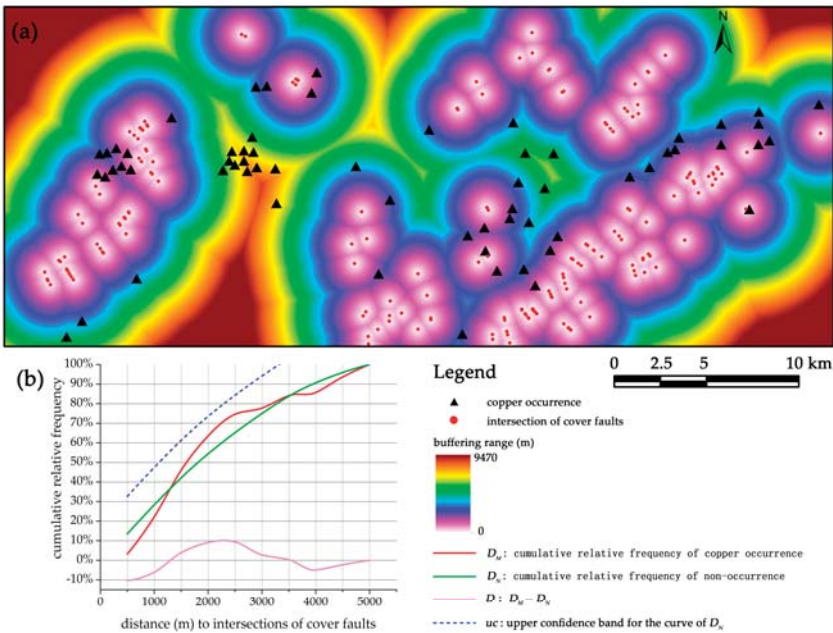 (a)
N
(b)
100%
90%
80%
70%
60%
50%
40%
30%
20%
10%
0%
-10%
cumulative relative frequency
0 1000 2000 3000 4000 5000
distance (m) to intersections of cover faults
Legend
0 2.5 5 10 km
copper occurrence
intersection of cover faults
buffering range (m)
9470
0
D_M: cumulative relative frequency of copper occurrence
D_N: cumulative relative frequency of non-occurrence
D: D_M − D_N
uc: upper confidence band for the curve of D_N